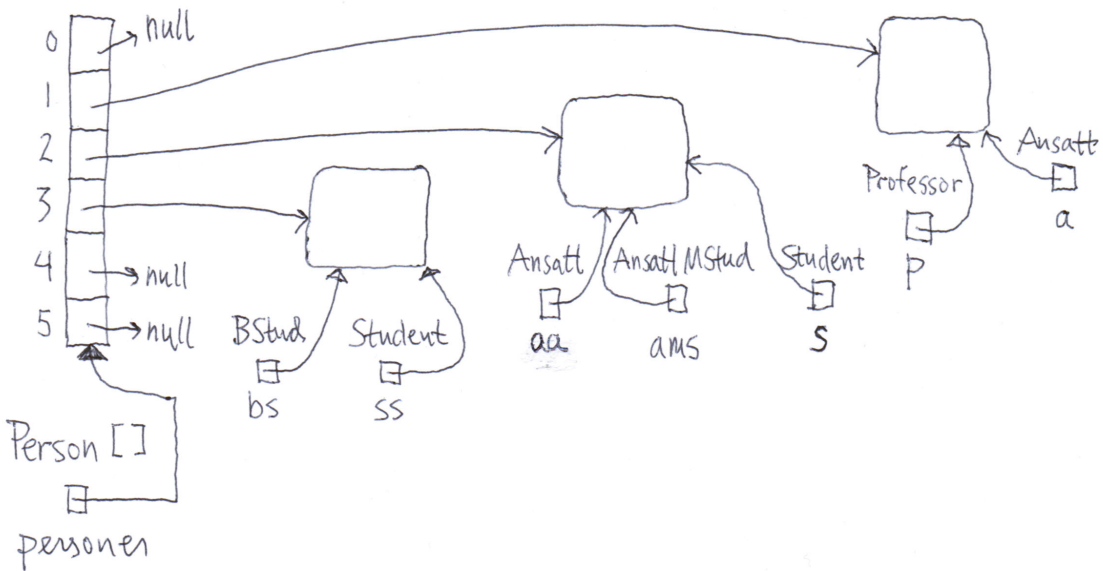 0 null
1
2
3
4 null
5 null
Professor
Ansatt
p
a
Ansatt
AnsattMStud
Student
aa
ams
s
BStud
Student
bs
ss
Person []
personer